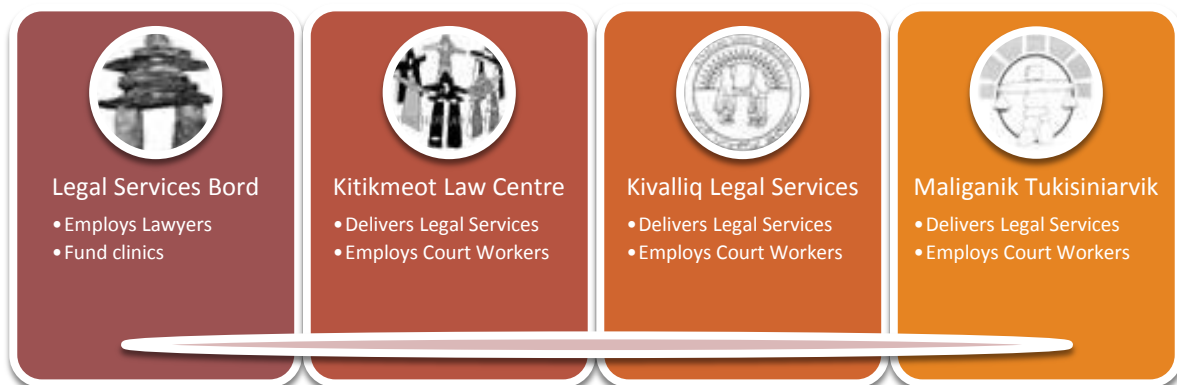 Legal Services Bord
•Employs Lawyers
•Fund clinics
Kitikmeot Law Centre
•Delivers Legal Services
•Employs Court Workers
Kivalliq Legal Services
•Delivers Legal Services
•Employs Court Workers
Maliganik Tukisiniarvik
•Delivers Legal Services
•Employs Court Workers